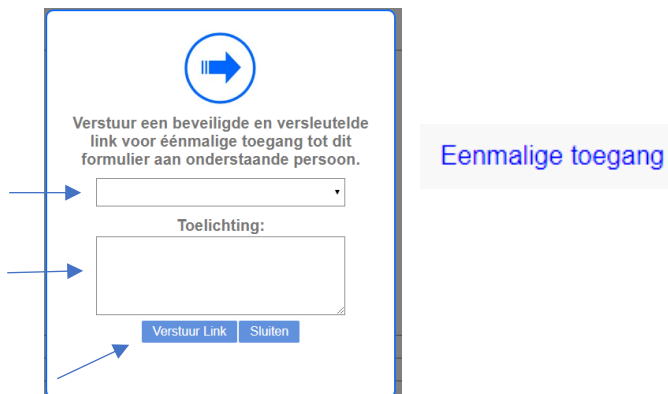 Verstuur een beveiligde en versleutelde
link voor éénmalige toegang tot dit
formulier aan onderstaande persoon.
Toelichting:
Verstuur Link
Sluiten
Eenmalige toegang